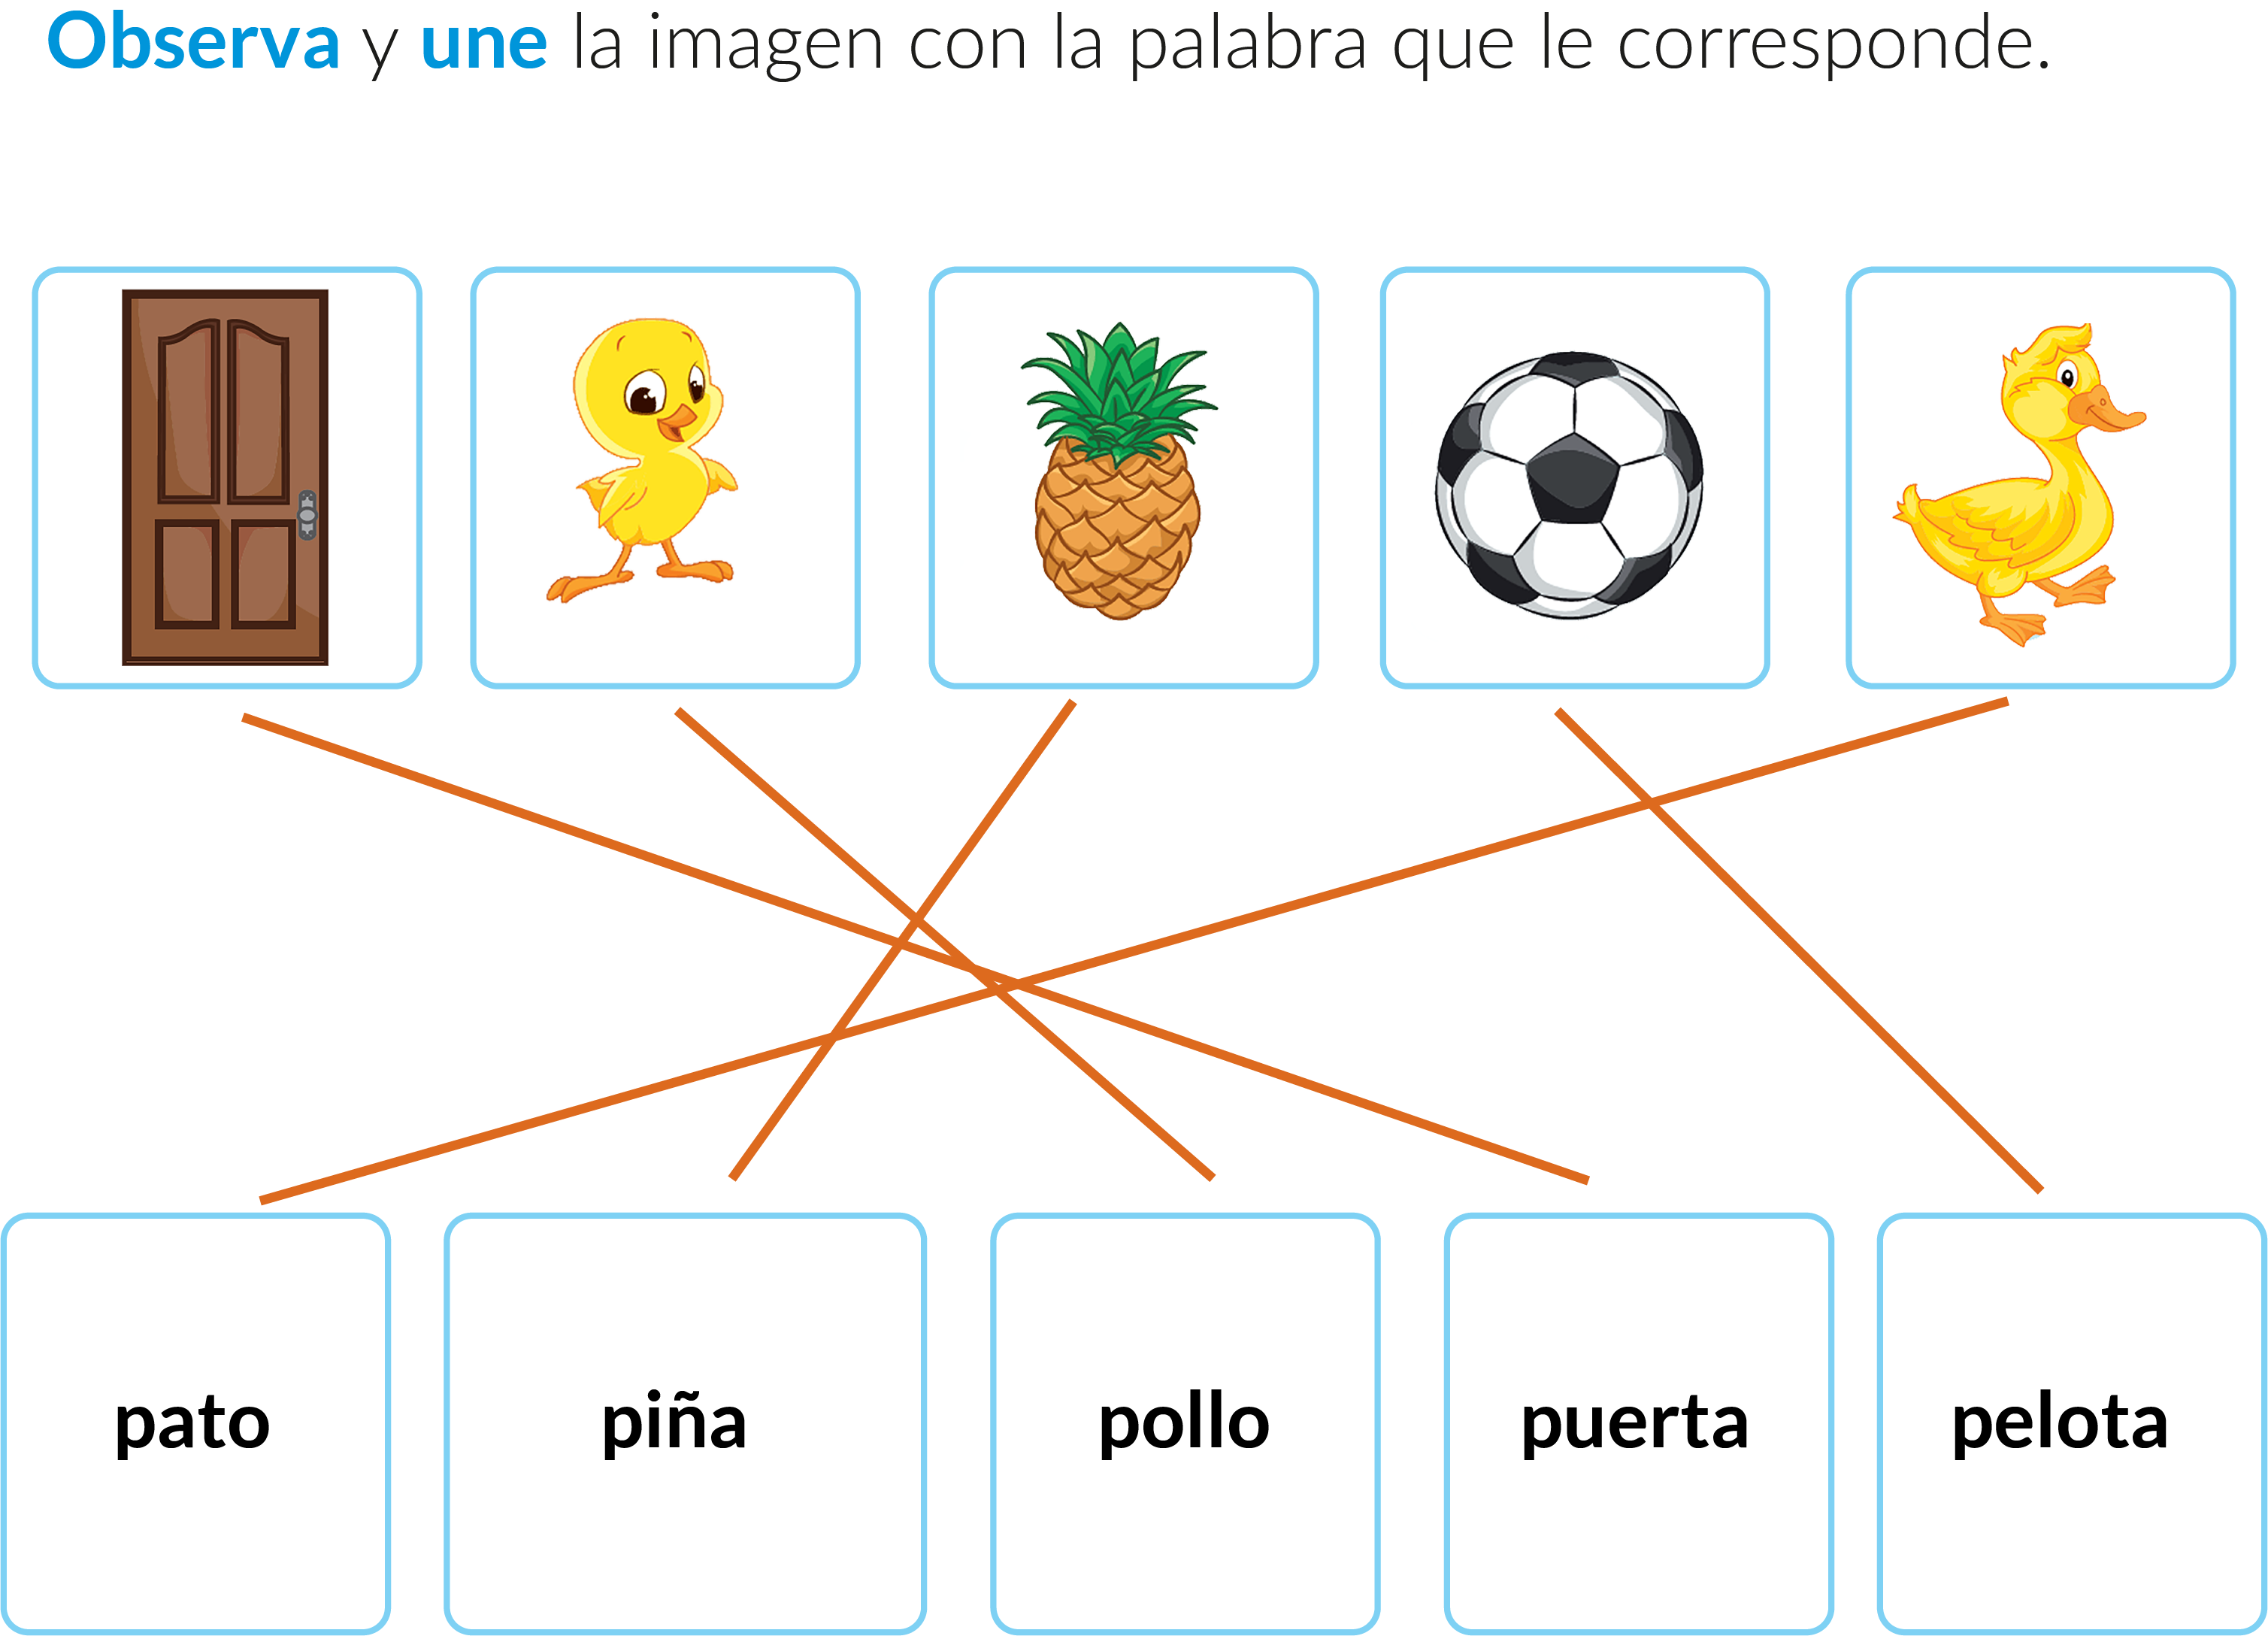 Observa y une la imagen con la palabra que le corresponde.
pato piña pollo puerta pelota